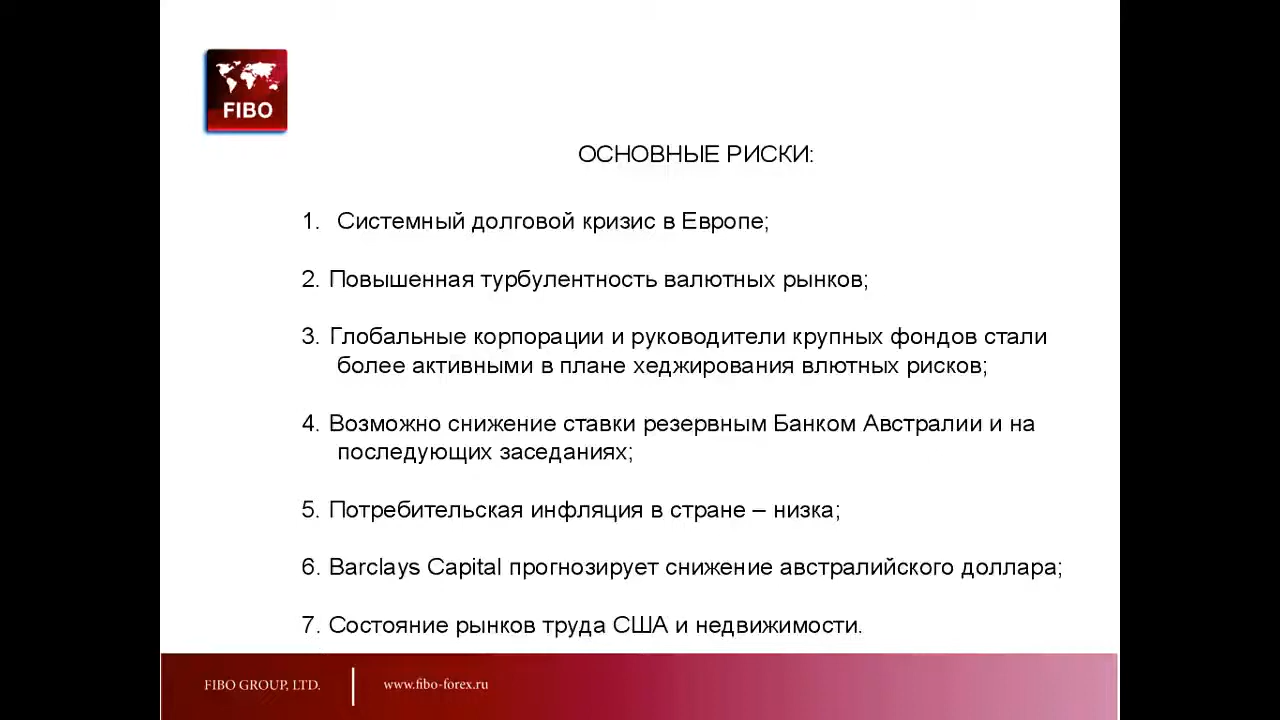 FIBO
ОСНОВНЫЕ РИСКИ:
1. Системный долговой кризис в Европе;
2. Повышенная турбулентность валютных рынков;
3. Глобальные корпорации и руководители крупных фондов стали
более активными в плане хеджирования влютных рисков;
4. Возможно снижение ставки резервным Банком Австралии и на
последующих заседаниях;
5. Потребительская инфляция в стране – низка;
6. Barclays Capital прогнозирует снижение австралийского доллара;
7. Состояние рынков труда США и недвижимости.
FIBO GROUP, LTD.
www.fibo-forex.ru